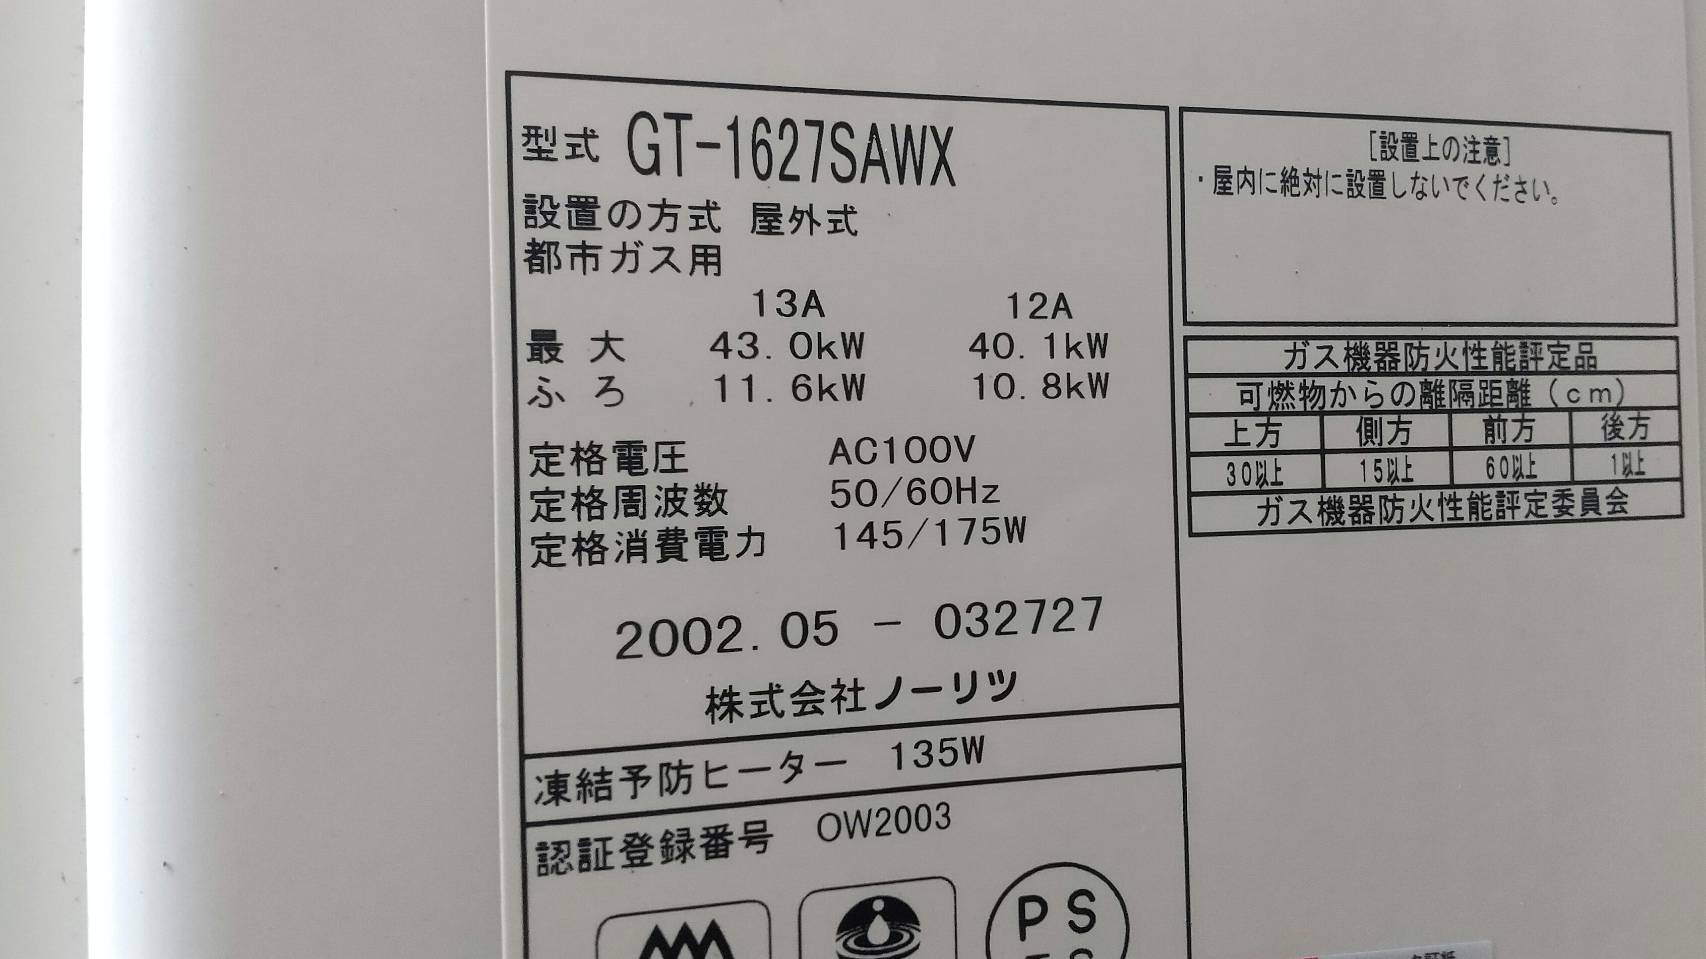 型式 GT-1627SAWX
設置の方式 屋外式
都市ガス用
13A 12A
最大 43.0kW 40.1kW
ふろ 11.6kW 10.8kW
定格電圧 AC100V
定格周波数 50/60Hz
定格消費電力 145/175W
2002.05 - 032727
株式会社ノーリツ
凍結予防ヒーター 135W
認証登録番号 OW2003
PS
[設置上の注意]
・屋内に絶対に設置しないでください。
ガス機器防火性能評定品
可燃物からの離隔距離(cm)
上方 側方 前方 後方
30以上 15以上 60以上 1以上
ガス機器防火性能評定委員会